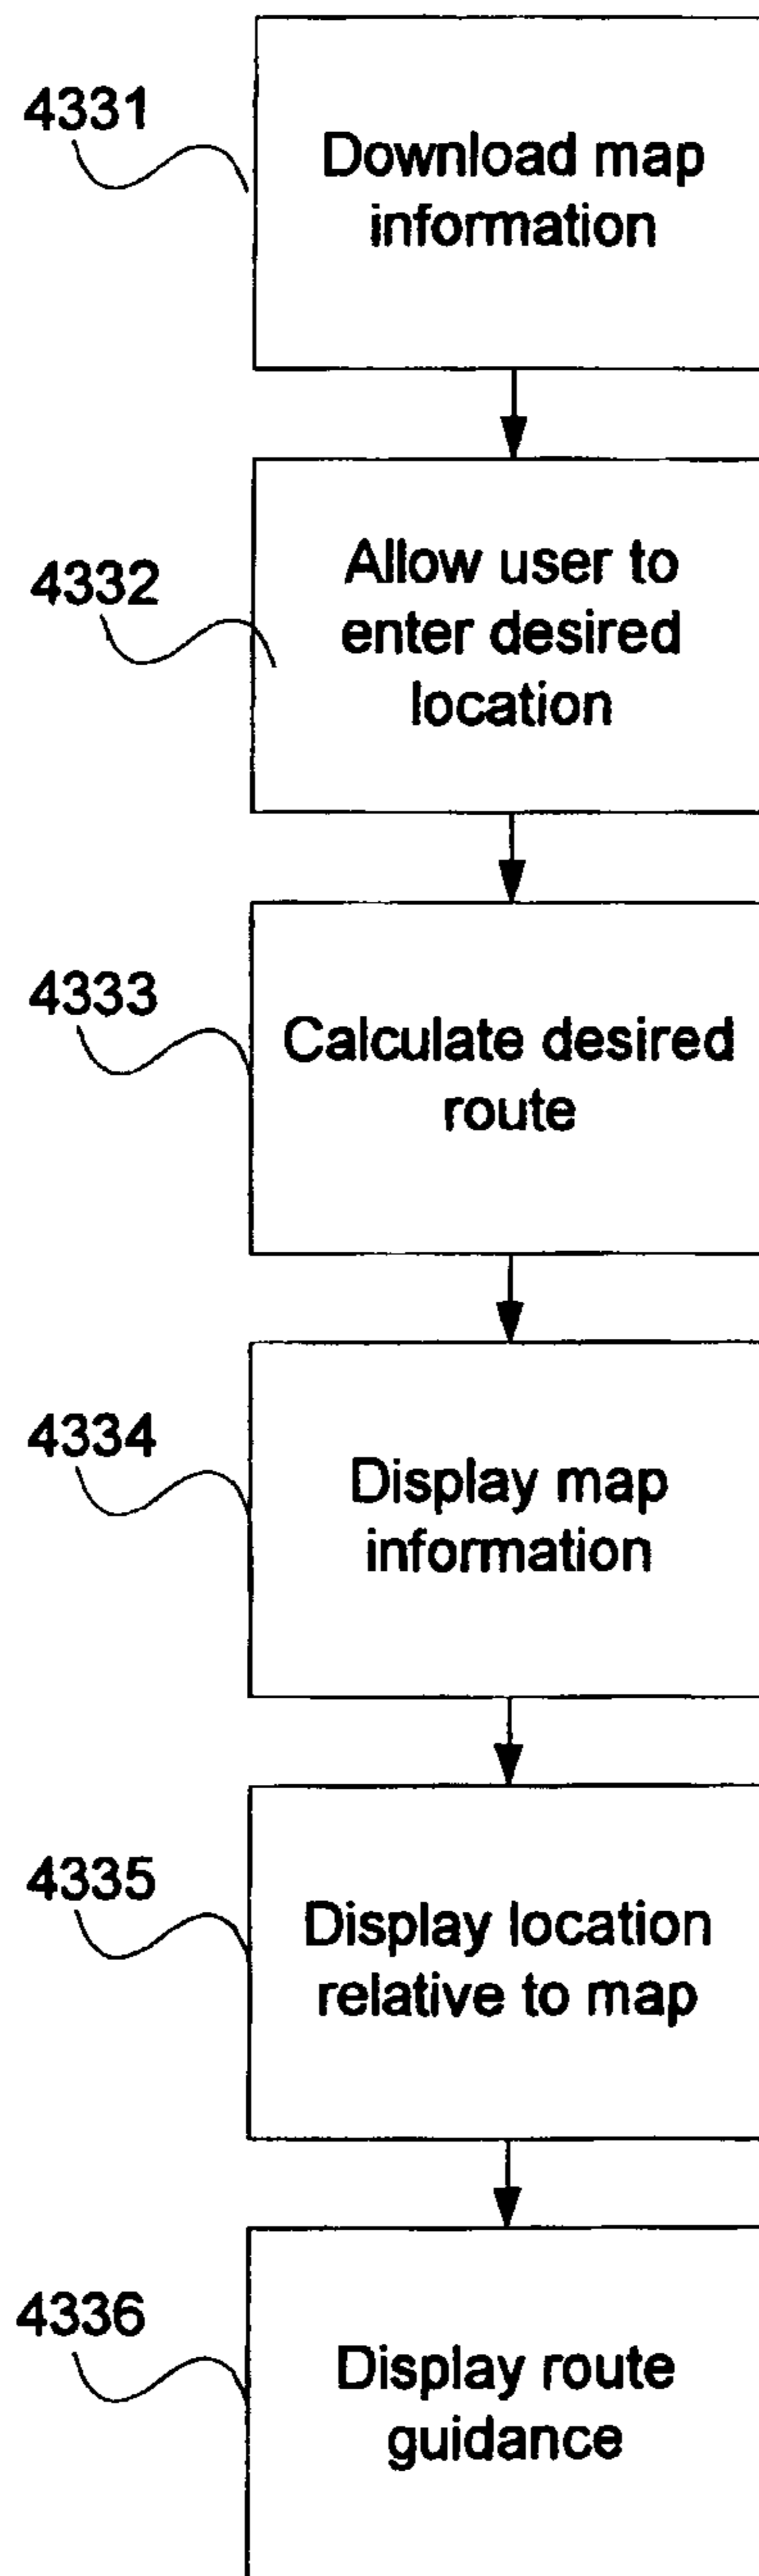 4331
Download map
information
4332
Allow user to
enter desired
location
4333
Calculate desired
route
4334
Display map
information
4335
Display location
relative to map
4336
Display route
guidance